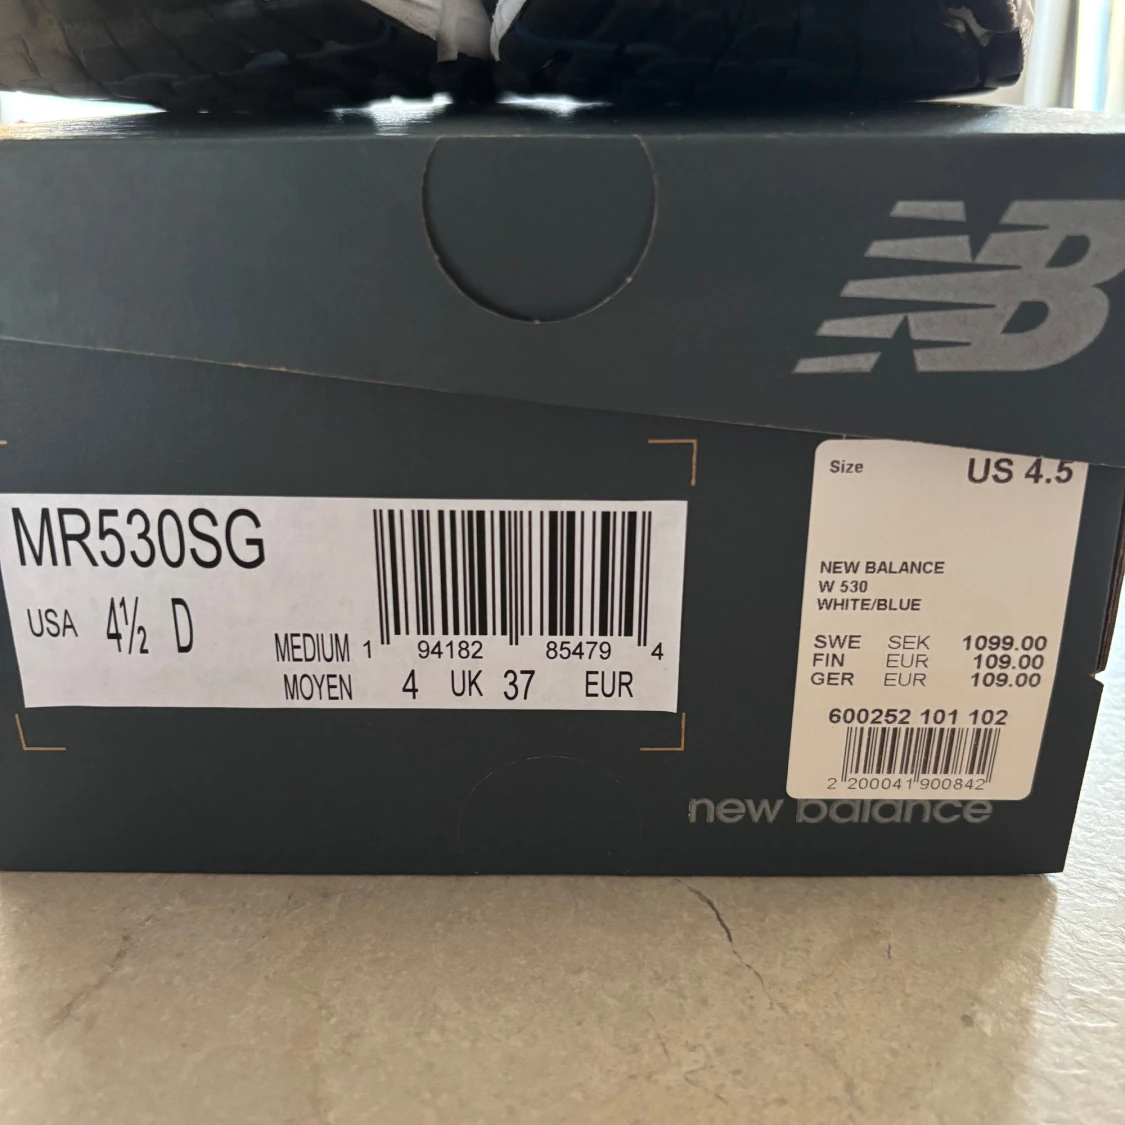 NB
MR530SG
USA 4½ D
MEDIUM
MOYEN
1 94182 85479 4
4 UK 37 EUR
Size US 4.5
NEW BALANCE
W 530
WHITE/BLUE
SWE SEK 1099.00
FIN EUR 109.00
GER EUR 109.00
600252 101 102
2 200041 900842
new balance